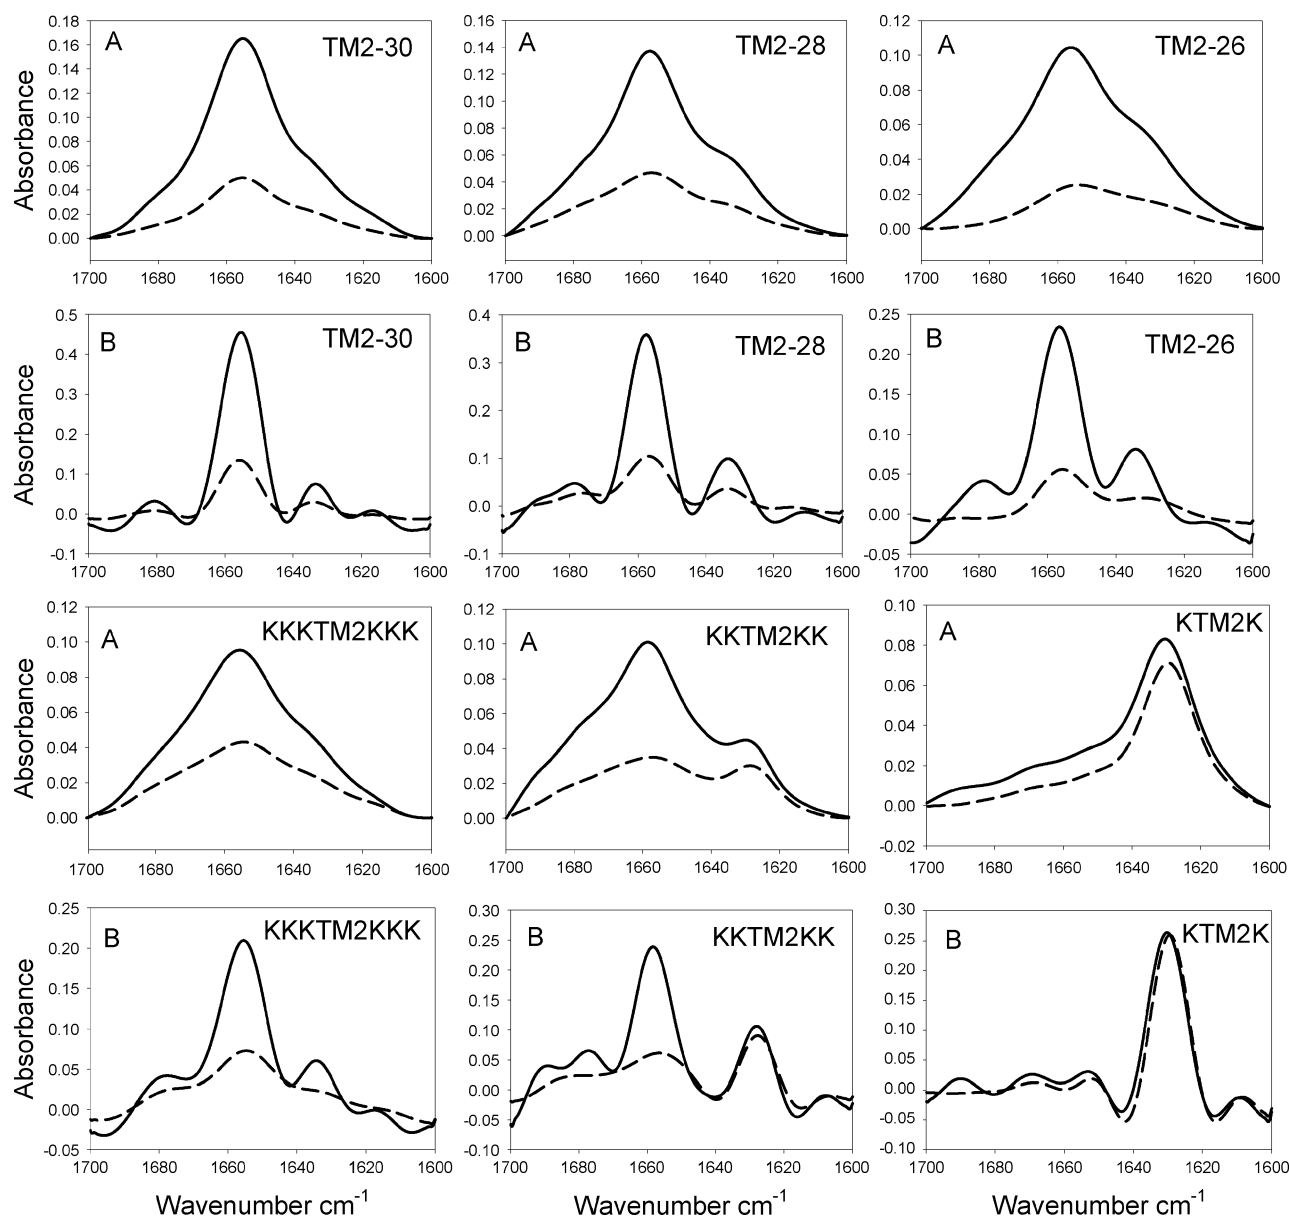 A TM2-30
Absorbance
0.18
0.16
0.14
0.12
0.10
0.08
0.06
0.04
0.02
0.00
1700 1680 1660 1640 1620 1600
A TM2-28
0.16
0.14
0.12
0.10
0.08
0.06
0.04
0.02
0.00
1700 1680 1660 1640 1620 1600
A TM2-26
0.12
0.10
0.08
0.06
0.04
0.02
0.00
1700 1680 1660 1640 1620 1600
B TM2-30
Absorbance
0.5
0.4
0.3
0.2
0.1
0.0
-0.1
1700 1680 1660 1640 1620 1600
B TM2-28
0.4
0.3
0.2
0.1
0.0
-0.1
1700 1680 1660 1640 1620 1600
B TM2-26
0.25
0.20
0.15
0.10
0.05
0.00
-0.05
1700 1680 1660 1640 1620 1600
A KKKTM2KKK
Absorbance
0.12
0.10
0.08
0.06
0.04
0.02
0.00
1700 1680 1660 1640 1620 1600
A KKTM2KK
0.12
0.10
0.08
0.06
0.04
0.02
0.00
1700 1680 1660 1640 1620 1600
A KTM2K
0.10
0.08
0.06
0.04
0.02
0.00
-0.02
1700 1680 1660 1640 1620 1600
B KKKTM2KKK
Absorbance
0.25
0.20
0.15
0.10
0.05
0.00
-0.05
1700 1680 1660 1640 1620 1600
Wavenumber cm⁻¹
B KKTM2KK
0.30
0.25
0.20
0.15
0.10
0.05
0.00
-0.05
-0.10
1700 1680 1660 1640 1620 1600
Wavenumber cm⁻¹
B KTM2K
0.30
0.25
0.20
0.15
0.10
0.05
0.00
-0.05
-0.10
1700 1680 1660 1640 1620 1600
Wavenumber cm⁻¹